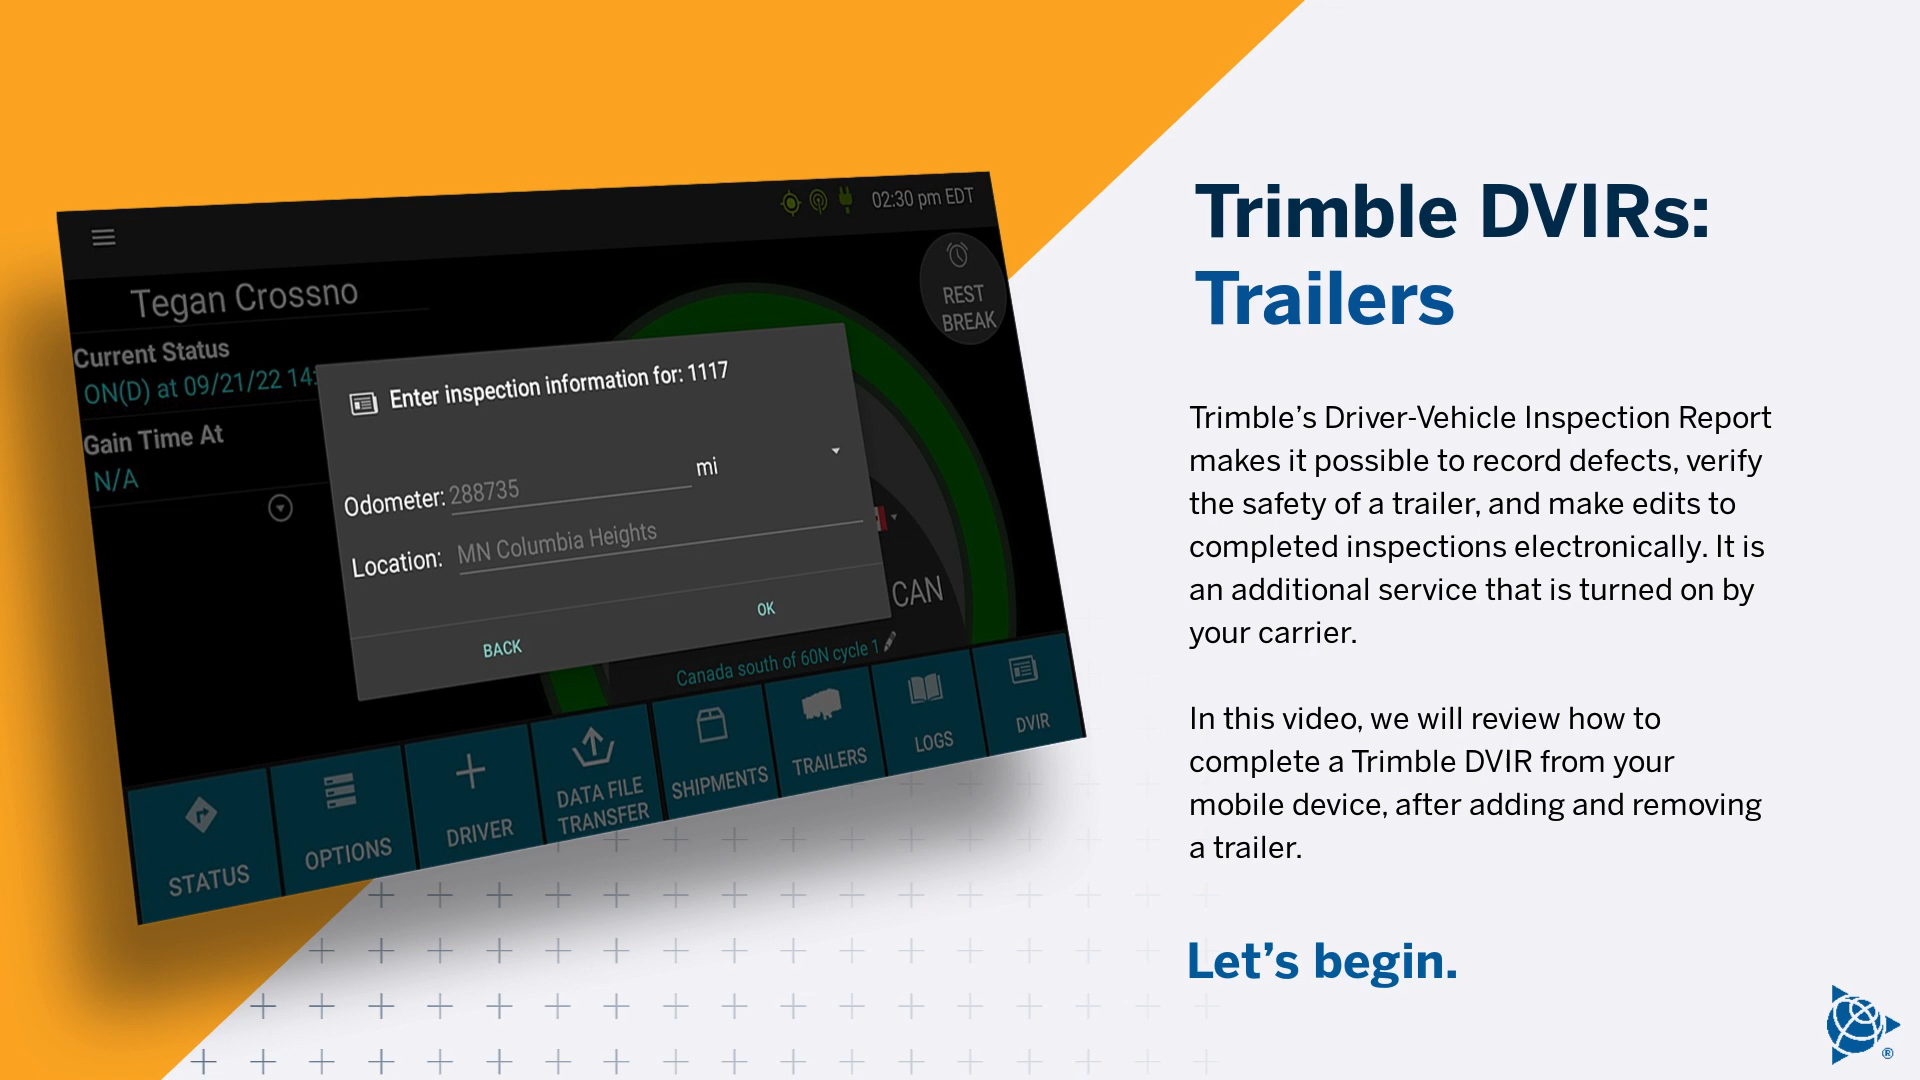 02:30 pm EDT
Tegan Crossno
REST
BREAK
Current Status
ON(D) at 09/21/22 14:
Gain Time At
N/A
Enter inspection information for: 1117
Odometer: 288735 mi
Location: MN Columbia Heights
BACK
OK
CAN
Canada south of 60N cycle 1
STATUS
OPTIONS
DRIVER
DATA FILE
TRANSFER
SHIPMENTS
TRAILERS
LOGS
DVIR
Trimble DVIRs:
Trailers
Trimble’s Driver-Vehicle Inspection Report
makes it possible to record defects, verify
the safety of a trailer, and make edits to
completed inspections electronically. It is
an additional service that is turned on by
your carrier.
In this video, we will review how to
complete a Trimble DVIR from your
mobile device, after adding and removing
a trailer.
Let’s begin.
®